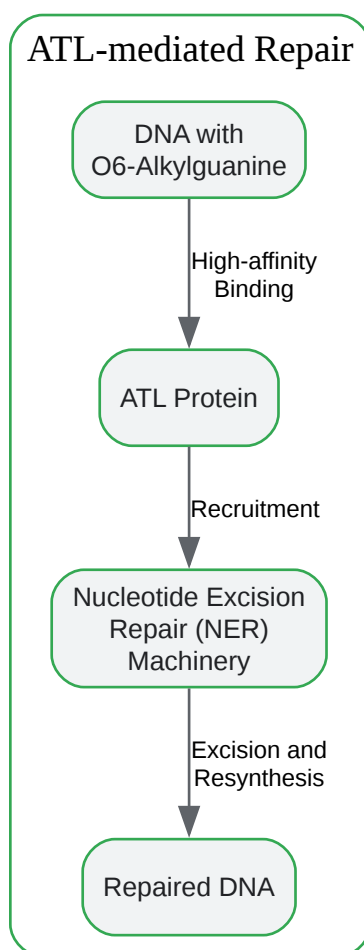 ATL-mediated Repair
DNA with
O6-Alkylguanine
High-affinity
Binding
ATL Protein
Recruitment
Nucleotide Excision
Repair (NER)
Machinery
Excision and
Resynthesis
Repaired DNA